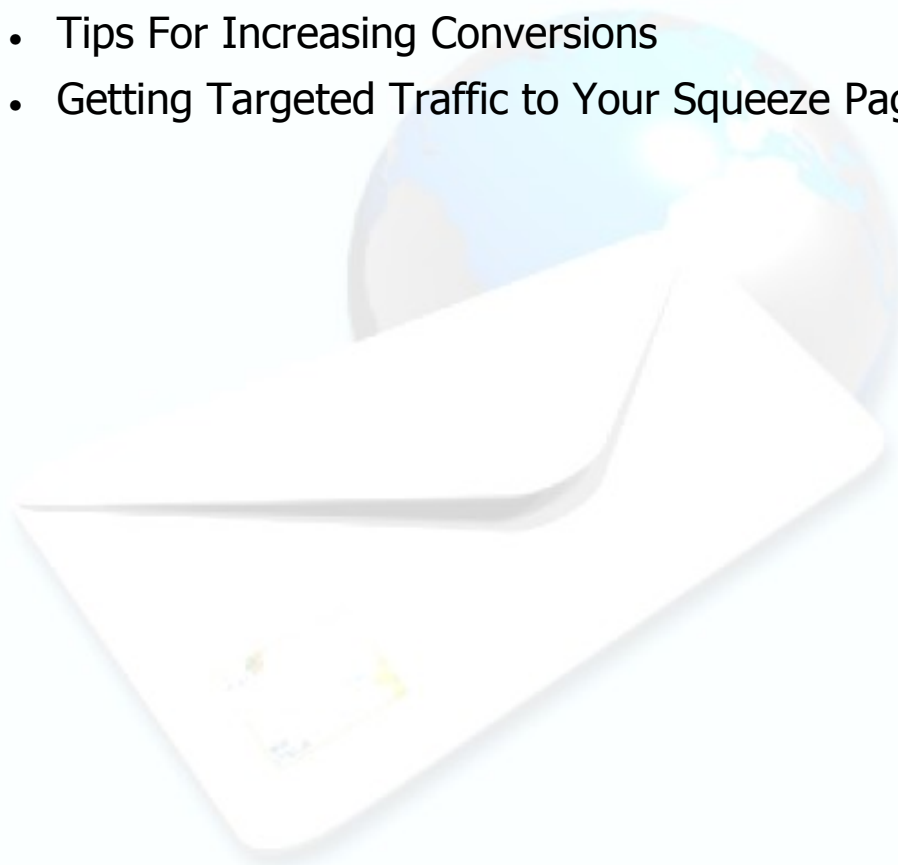 • Tips For Increasing Conversions
• Getting Targeted Traffic to Your Squeeze Pag